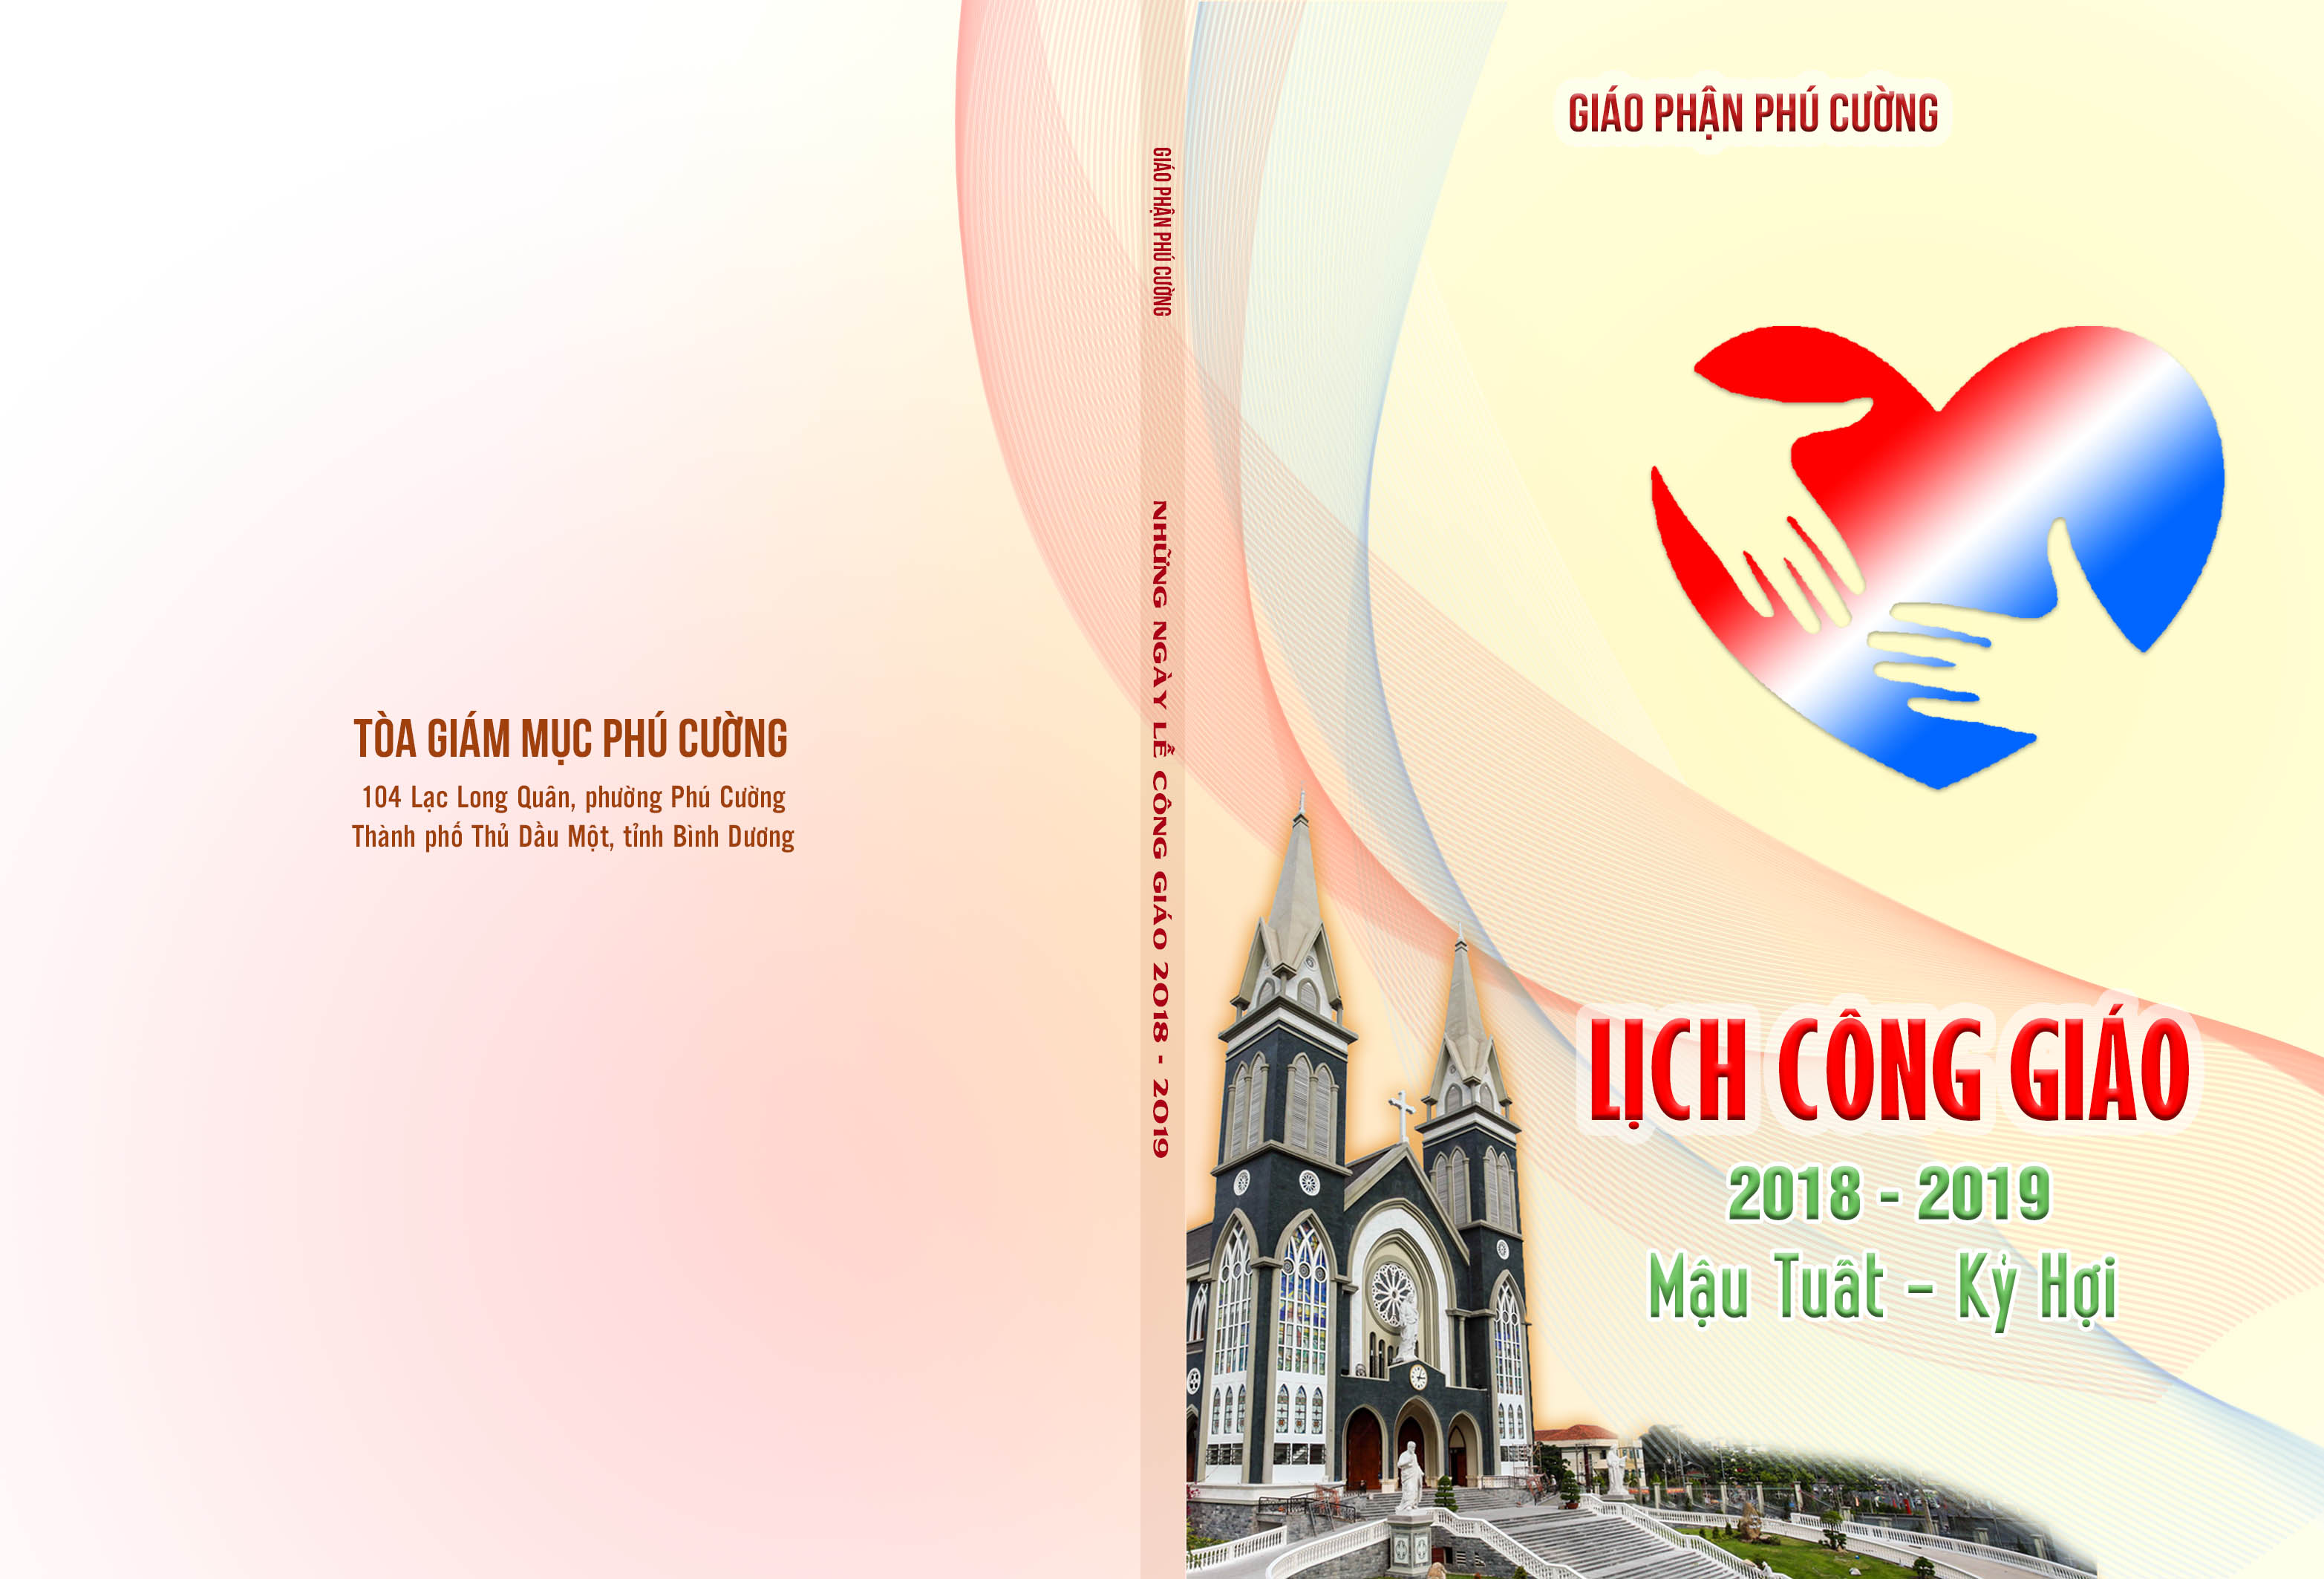 TÒA GIÁM MỤC PHÚ CƯỜNG
104 Lạc Long Quân, phường Phú Cường
Thành phố Thủ Dầu Một, tỉnh Bình Dương
GIÁO PHẬN PHÚ CƯỜNG
NHỮNG NGÀY LỄ CÔNG GIÁO 2018 - 2019
GIÁO PHẬN PHÚ CƯỜNG
LỊCH CÔNG GIÁO
2018 - 2019
Mậu Tuất - Kỷ Hợi